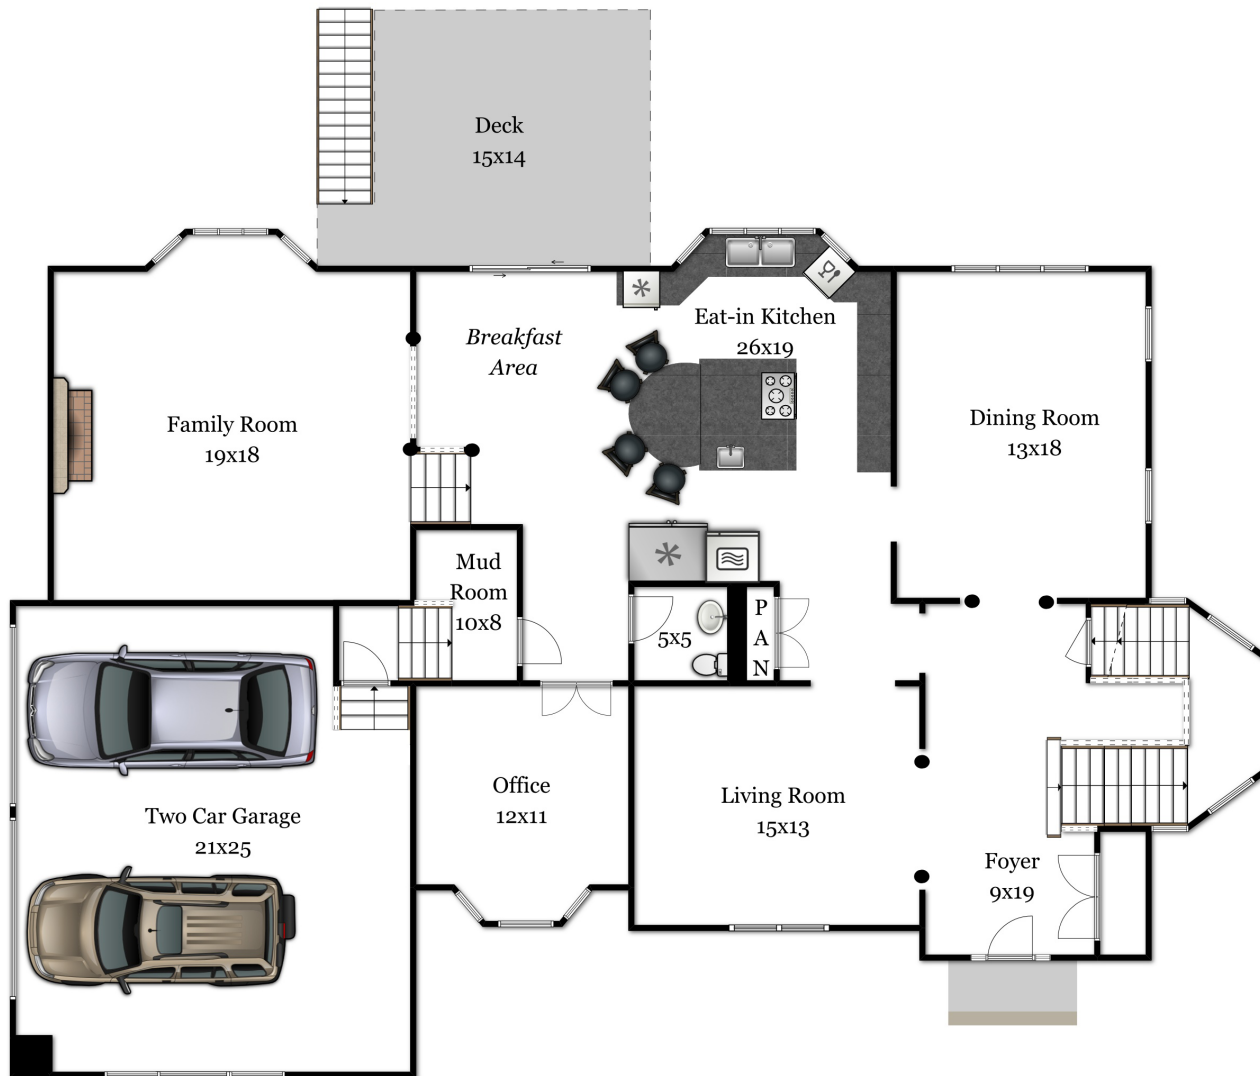 Deck
15x14
Eat-in Kitchen
26x19
Breakfast
Area
Family Room
19x18
Dining Room
13x18
Mud
Room
10x8
5x5
P
A
N
Office
12x11
Living Room
15x13
Two Car Garage
21x25
Foyer
9x19